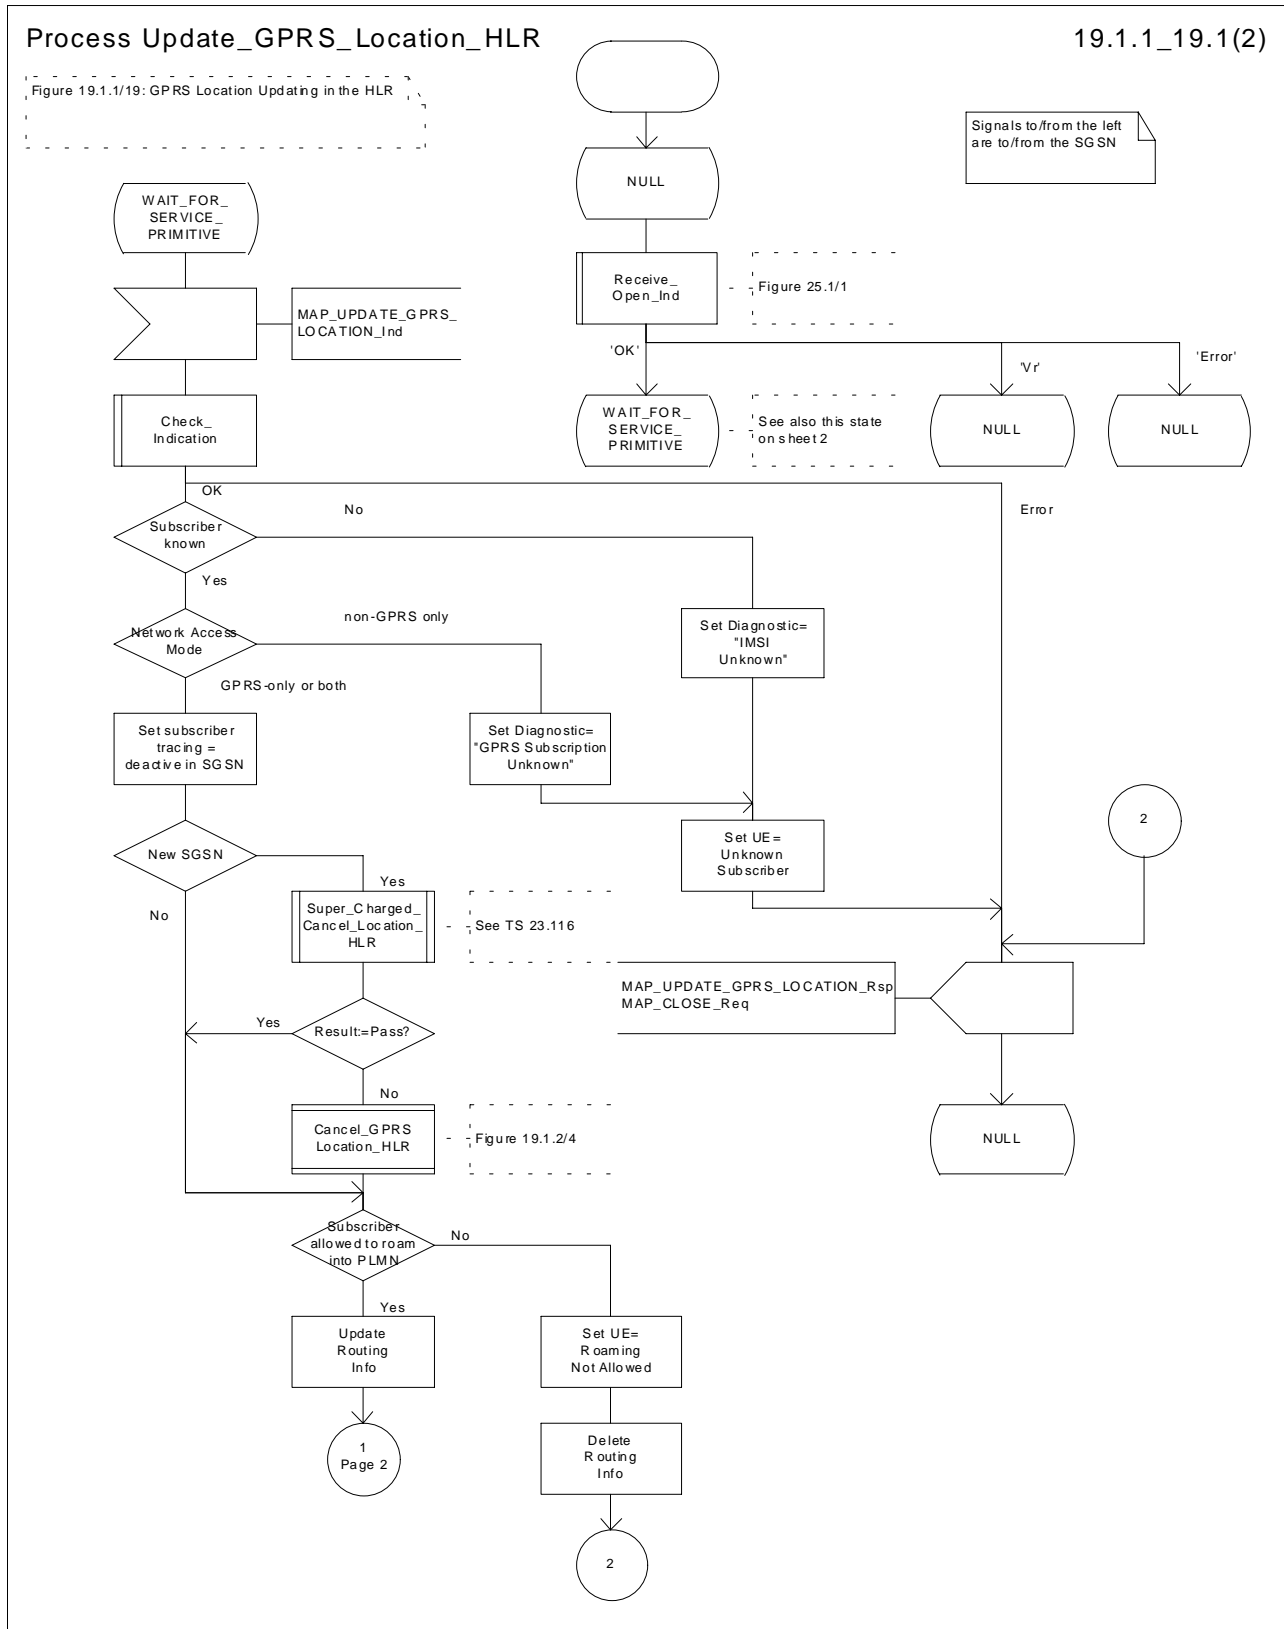 Process Update_GPRS_Location_HLR
19.1.1_19.1(2)
Figure 19.1.1/19: GPRS Location Updating in the HLR
Signals to/from the left
are to/from the SGSN
NULL
WAIT_FOR_
SERVICE_
PRIMITIVE
Receive_
Open_Ind
Figure 25.1/1
MAP_UPDATE_GPRS_
LOCATION_Ind
'OK'
'Vr'
'Error'
Check_
Indication
WAIT_FOR_
SERVICE_
PRIMITIVE
See also this state
on sheet 2
NULL
NULL
OK
No
Error
Subscriber
known
Yes
non-GPRS only
Network Access
Mode
Set Diagnostic=
"IMSI
Unknown"
GPRS-only or both
Set subscriber
tracing =
deactive in SGSN
Set Diagnostic=
"GPRS Subscription
Unknown"
2
New SGSN
Set UE=
Unknown
Subscriber
Yes
No
Super_Charged_
Cancel_Location_
HLR
See TS 23.116
MAP_UPDATE_GPRS_LOCATION_Rsp
MAP_CLOSE_Req
Yes
Result:=Pass?
No
Cancel_GPRS
Location_HLR
Figure 19.1.2/4
NULL
Subscriber
allowed to roam
into PLMN
No
Yes
Update
Routing
Info
Set UE=
Roaming
Not Allowed
1
Page 2
Delete
Routing
Info
2